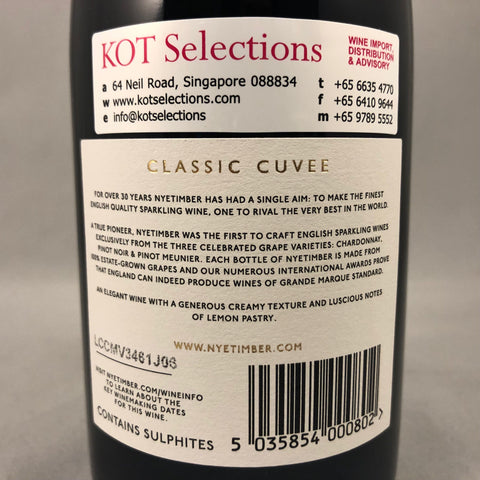 KOT Selections
WINE IMPORT,
DISTRIBUTION
& ADVISORY
a 64 Neil Road, Singapore 088834
t +65 6635 4770
w www.kotselections.com
f +65 6410 9644
e info@kotselections
m +65 9789 5552
CLASSIC CUVEE
FOR OVER 30 YEARS NYETIMBER HAS HAD A SINGLE AIM: TO MAKE THE FINEST
ENGLISH QUALITY SPARKLING WINE, ONE TO RIVAL THE VERY BEST IN THE WORLD.
A TRUE PIONEER, NYETIMBER WAS THE FIRST TO CRAFT ENGLISH SPARKLING WINES
EXCLUSIVELY FROM THE THREE CELEBRATED GRAPE VARIETIES: CHARDONNAY,
PINOT NOIR & PINOT MEUNIER. EACH BOTTLE OF NYETIMBER IS MADE FROM
100% ESTATE-GROWN GRAPES AND OUR NUMEROUS INTERNATIONAL AWARDS PROVE
THAT ENGLAND CAN INDEED PRODUCE WINES OF GRANDE MARQUE STANDARD.
AN ELEGANT WINE WITH A GENEROUS CREAMY TEXTURE AND LUSCIOUS NOTES
OF LEMON PASTRY.
LCCMV3461J06
WWW.NYETIMBER.COM
VISIT NYETIMBER.COM/WINEINFO
TO LEARN ABOUT THE
KEY WINEMAKING DATES
FOR THIS WINE.
CONTAINS SULPHITES
5 035854 000802 >